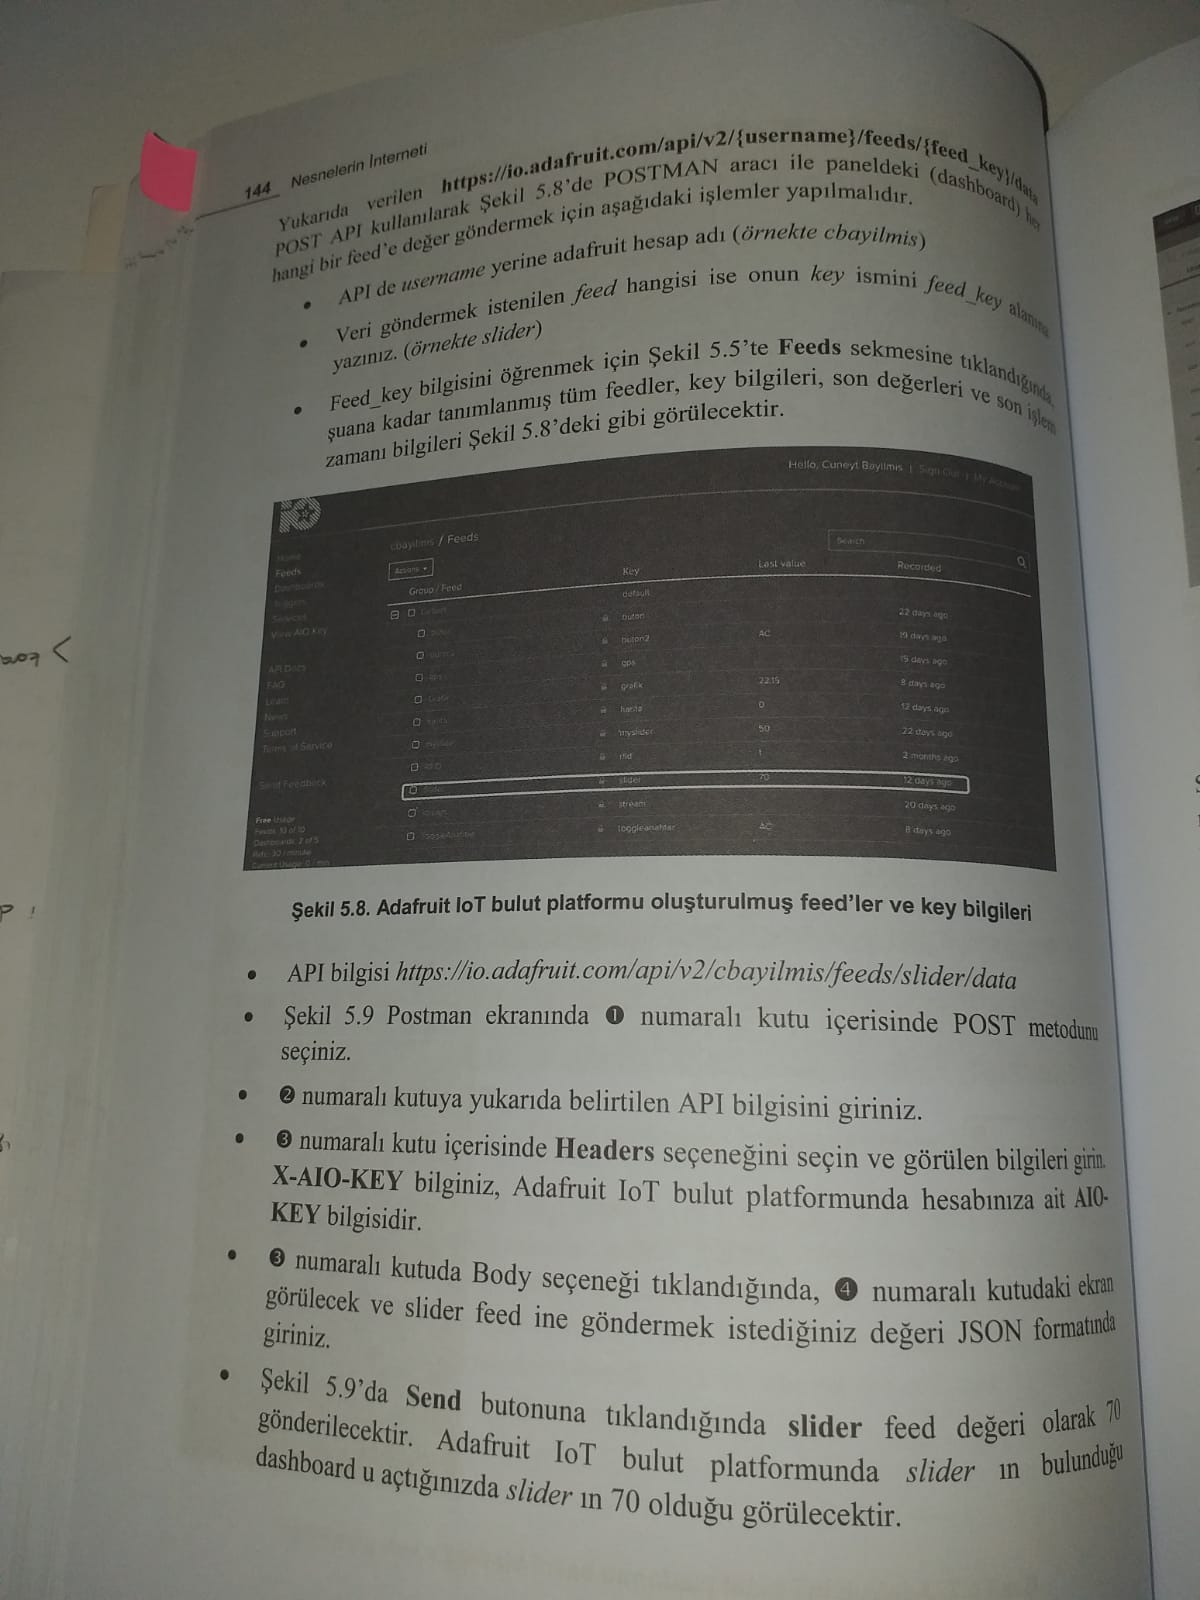 144 Nesnelerin İnterneti
Yukarıda verilen https://io.adafruit.com/api/v2/{username}/feeds/{feed_key}/data
POST API kullanılarak Şekil 5.8’de POSTMAN aracı ile paneldeki (dashboard) her
hangi bir feed’e değer göndermek için aşağıdaki işlemler yapılmalıdır.
• API de username yerine adafruit hesap adı (örnekte cbayilmis)
• Veri göndermek istenilen feed hangisi ise onun key ismini feed_key alanına
yazınız. (örnekte slider)
• Feed_key bilgisini öğrenmek için Şekil 5.5’te Feeds sekmesine tıklandığında,
şuana kadar tanımlanmış tüm feedler, key bilgileri, son değerleri ve son işlem
zamanı bilgileri Şekil 5.8’deki gibi görülecektir.
Hello, Cuneyt Bayilmis | Sign Out | My Account
cbayilmis / Feeds
Search
Actions
Group / Feed Key Last value Recorded
default
buton 22 days ago
buton2 AC 19 days ago
gps 15 days ago
grafik 22.15 8 days ago
harita 0 12 days ago
myslider 50 22 days ago
rfid 1 2 months ago
slider 70 12 days ago
stream 20 days ago
toggleanahtar AC 8 days ago
Home
Feeds
Dashboards
Triggers
Services
View AIO Key
API Docs
FAQ
Learn
News
Support
Terms of Service
Send Feedback
Free Usage
Feeds: 10 of 10
Dashboards: 2 of 5
Rate: 30 / minute
Current Usage: 0 / min
Şekil 5.8. Adafruit IoT bulut platformu oluşturulmuş feed’ler ve key bilgileri
• API bilgisi https://io.adafruit.com/api/v2/cbayilmis/feeds/slider/data
• Şekil 5.9 Postman ekranında ❶ numaralı kutu içerisinde POST metodunu
seçiniz.
• ❷ numaralı kutuya yukarıda belirtilen API bilgisini giriniz.
• ❸ numaralı kutu içerisinde Headers seçeneğini seçin ve görülen bilgileri girin.
X-AIO-KEY bilginiz, Adafruit IoT bulut platformunda hesabınıza ait AIO-
KEY bilgisidir.
• ❸ numaralı kutuda Body seçeneği tıklandığında, ❹ numaralı kutudaki ekran
görülecek ve slider feed ine göndermek istediğiniz değeri JSON formatında
giriniz.
• Şekil 5.9’da Send butonuna tıklandığında slider feed değeri olarak 70
gönderilecektir. Adafruit IoT bulut platformunda slider ın bulunduğu
dashboard u açtığınızda slider ın 70 olduğu görülecektir.